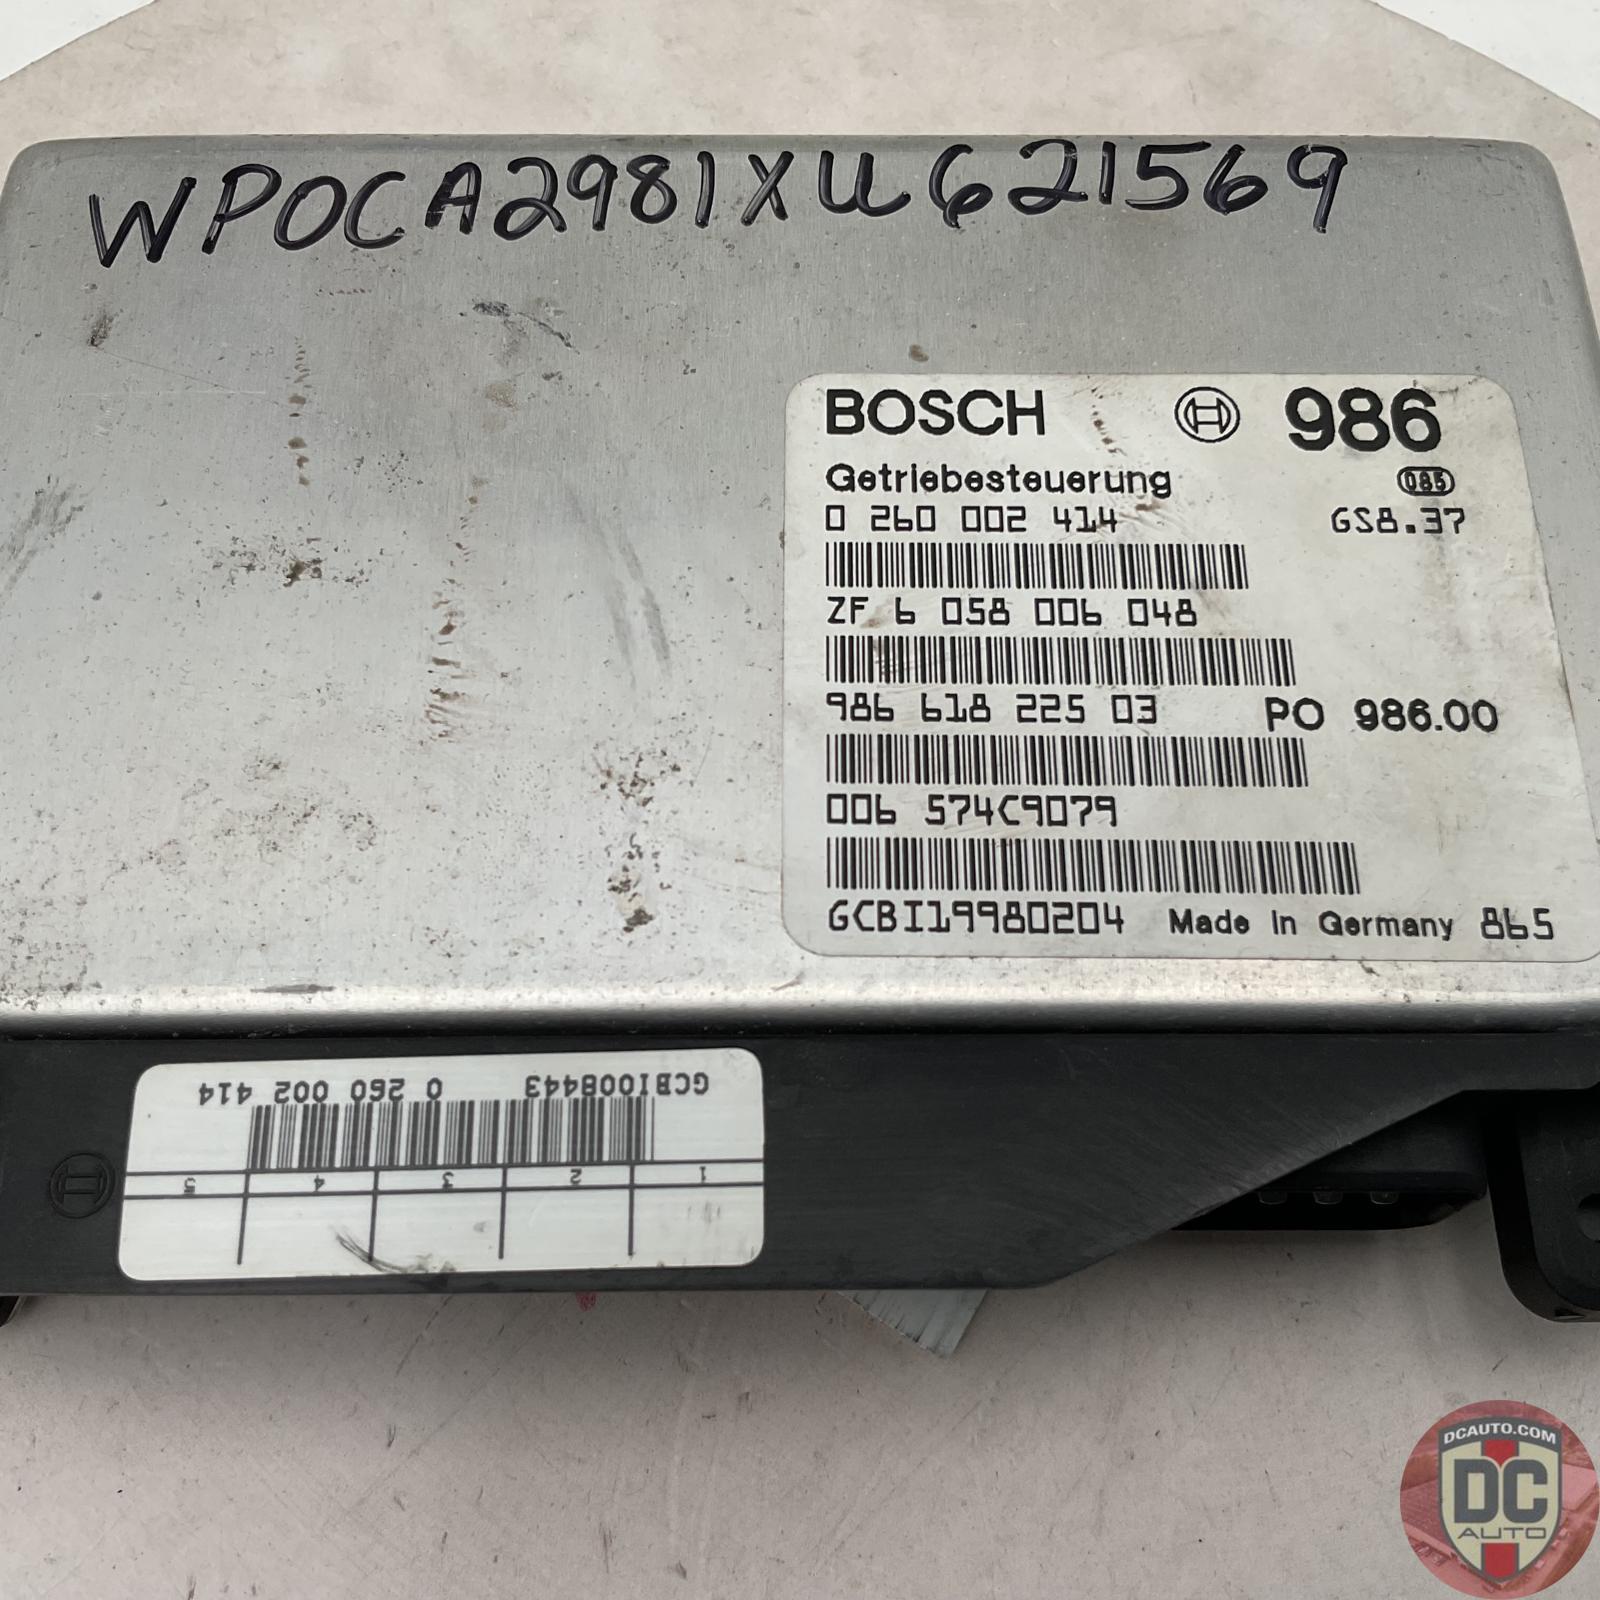 WP0CA2981XU621569
BOSCH 986
Getriebesteuerung 085
0 260 002 414 GS8.37
ZF 6 058 006 048
986 618 225 03 PO 986.00
006 574C9079
GCBI19980204 Made in Germany 865
GCBI008443 0 260 002 414
1 2 3 4 5
DCAUTO.COM
DC
AUTO